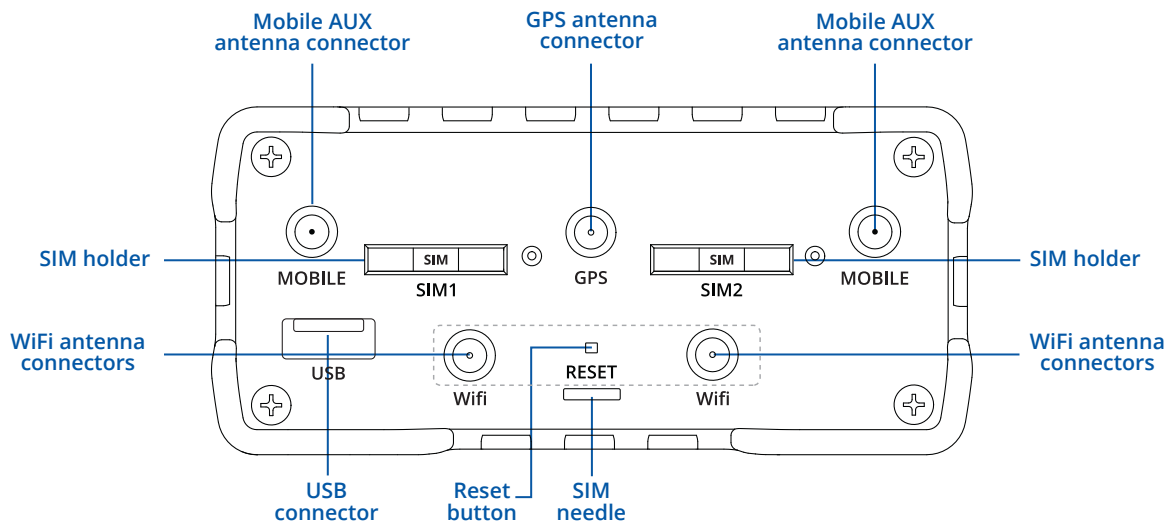 Mobile AUX
antenna connector
GPS antenna
connector
Mobile AUX
antenna connector
SIM holder
MOBILE
SIM
SIM1
GPS
SIM
SIM2
MOBILE
SIM holder
WiFi antenna
connectors
USB
Wifi
RESET
Wifi
WiFi antenna
connectors
USB
connector
Reset
button
SIM
needle